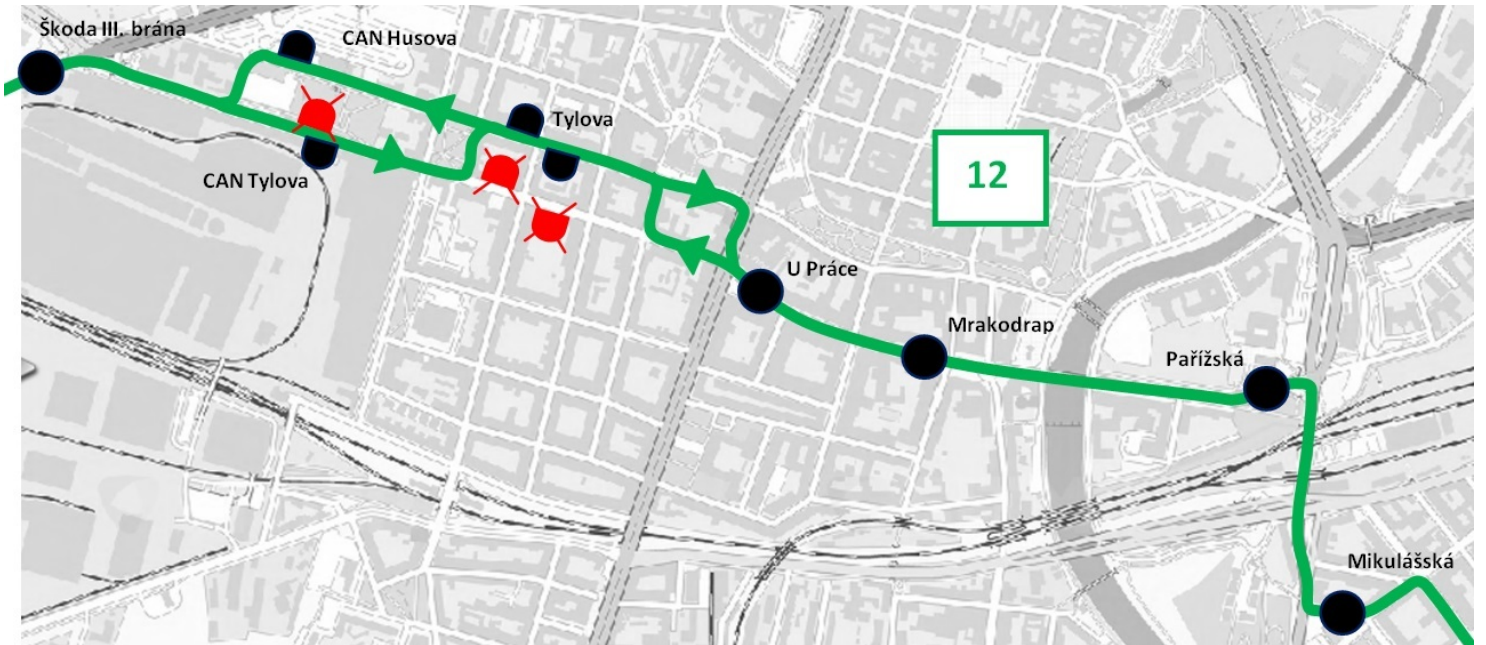 Škoda III. brána
CAN Husova
Tylova
CAN Tylova
12
U Práce
Mrakodrap
Pařížská
Mikulášská